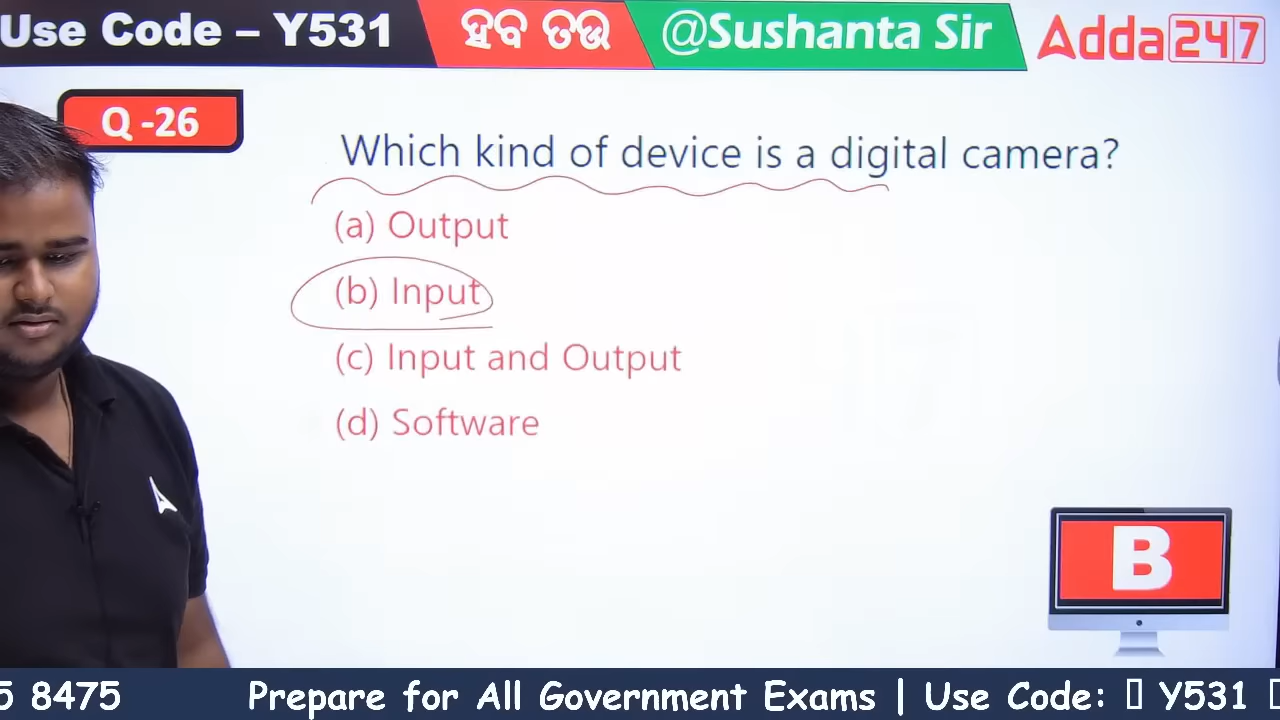 Use Code – Y531
ହବ ତଉ
@Sushanta Sir
Adda247
Q -26
Which kind of device is a digital camera?
(a) Output
(b) Input
(c) Input and Output
(d) Software
B
5 8475
Prepare for All Government Exams | Use Code: Y531